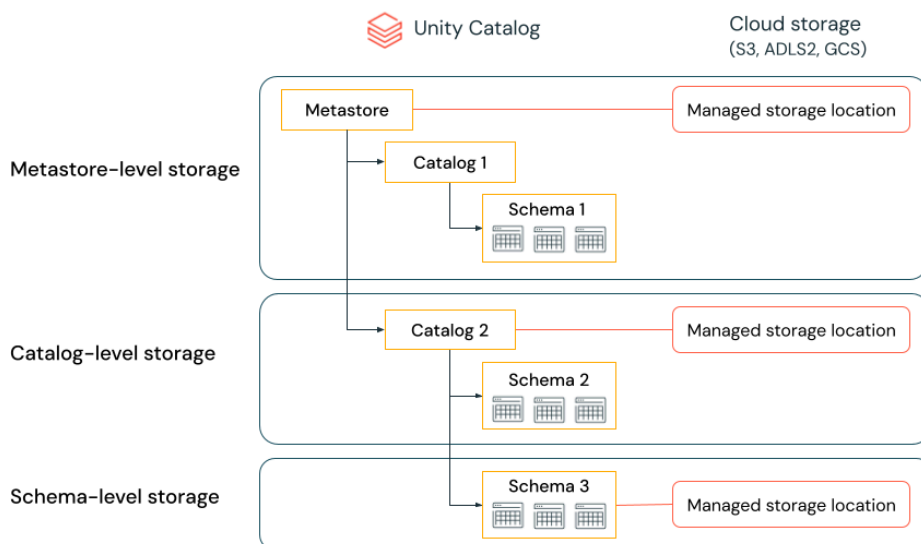 Unity Catalog
Cloud storage
(S3, ADLS2, GCS)
Metastore-level storage
Metastore
Managed storage location
Catalog 1
Schema 1
Catalog-level storage
Catalog 2
Managed storage location
Schema 2
Schema-level storage
Schema 3
Managed storage location